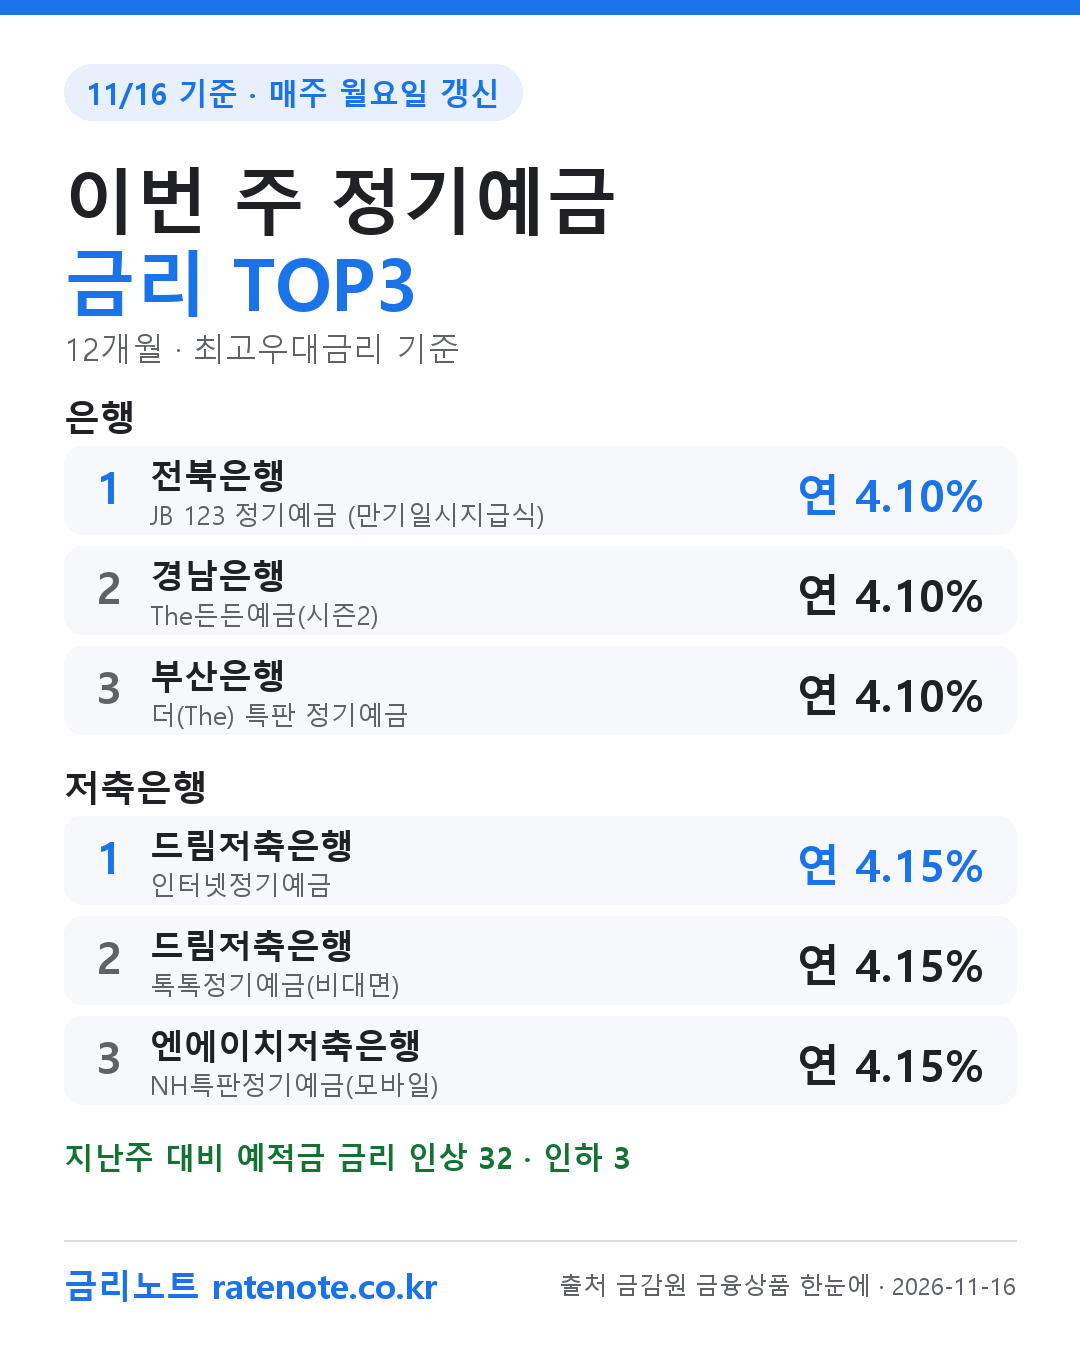 11/16 기준 · 매주 월요일 갱신
이번 주 정기예금
금리 TOP3
12개월 · 최고우대금리 기준
은행
1 전북은행 연 4.10%
JB 123 정기예금 (만기일시지급식)
2 경남은행 연 4.10%
The든든예금(시즌2)
3 부산은행 연 4.10%
더(The) 특판 정기예금
저축은행
1 드림저축은행 연 4.15%
인터넷정기예금
2 드림저축은행 연 4.15%
톡톡정기예금(비대면)
3 엔에이치저축은행 연 4.15%
NH특판정기예금(모바일)
지난주 대비 예적금 금리 인상 32 · 인하 3
금리노트 ratenote.co.kr 출처 금감원 금융상품 한눈에 · 2026-11-16